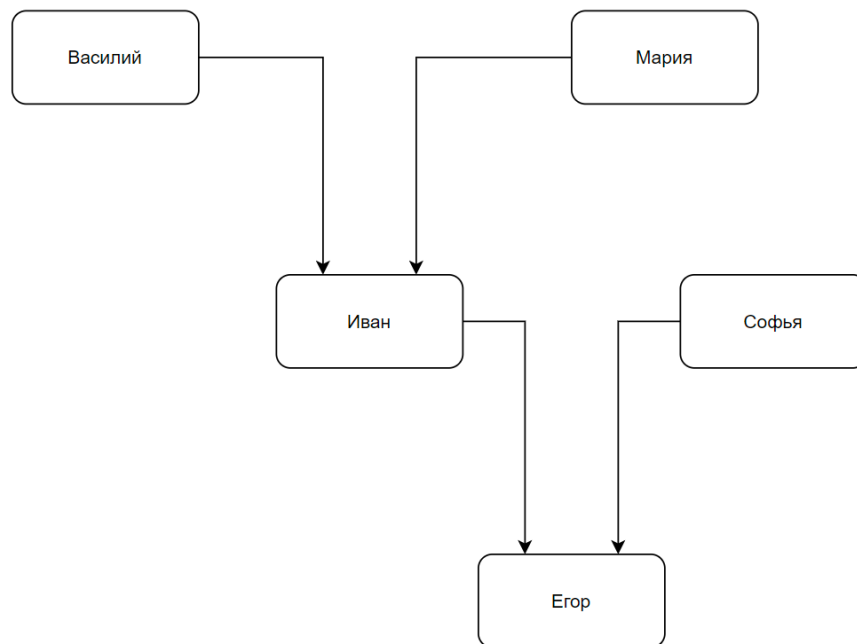 Василий
Мария
Иван
Софья
Егор